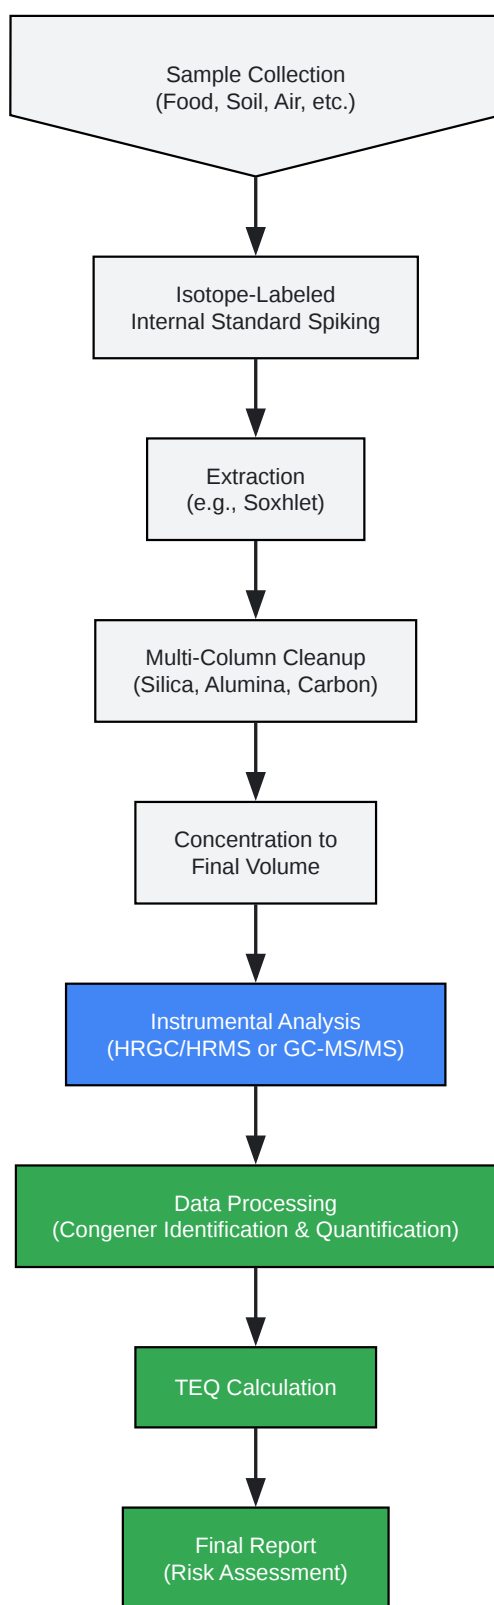 Sample Collection
(Food, Soil, Air, etc.)
Isotope-Labeled
Internal Standard Spiking
Extraction
(e.g., Soxhlet)
Multi-Column Cleanup
(Silica, Alumina, Carbon)
Concentration to
Final Volume
Instrumental Analysis
(HRGC/HRMS or GC-MS/MS)
Data Processing
(Congener Identification & Quantification)
TEQ Calculation
Final Report
(Risk Assessment)